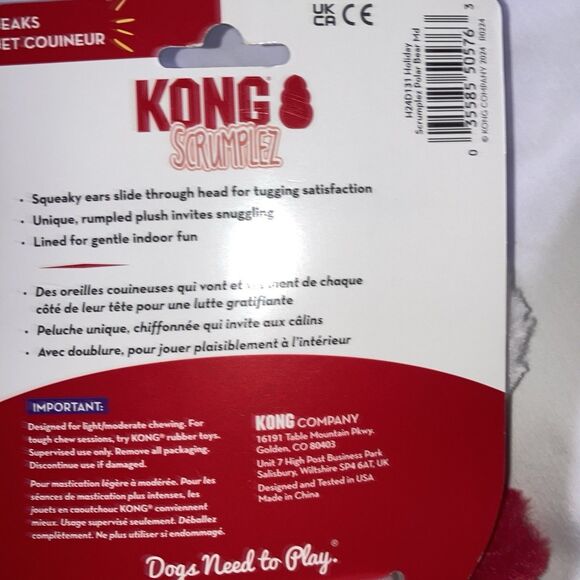 EAKS
ET COUINEUR
UK
CA CE
H24D131 Holiday
Scrumplez Polar Bear Md
0 35585 50576 3
© KONG COMPANY 2024 110224
KONG
SCRUMPLEZ
• Squeaky ears slide through head for tugging satisfaction
• Unique, rumpled plush invites snuggling
• Lined for gentle indoor fun
• Des oreilles couineuses qui vont et de chaque
côté de leur tête pour une lutte gratifiante
• Peluche unique, chiffonnée qui invite aux câlins
• Avec doublure, pour jouer plaisiblement à l'intérieur
IMPORTANT:
Designed for light/moderate chewing. For
tough chew sessions, try KONG® rubber toys.
Supervised use only. Remove all packaging.
Discontinue use if damaged.
Pour mastication légère à modérée. Pour les
séances de mastication plus intenses, les
jouets en caoutchouc KONG® conviennent
mieux. Usage supervisé seulement. Déballez
complètement. Ne plus utiliser si endommagé.
KONG COMPANY
16191 Table Mountain Pkwy.
Golden, CO 80403
Unit 7 High Post Business Park
Salisbury, Wiltshire SP4 6AT, UK
Designed and Tested in USA
Made in China
Dogs Need to Play.®